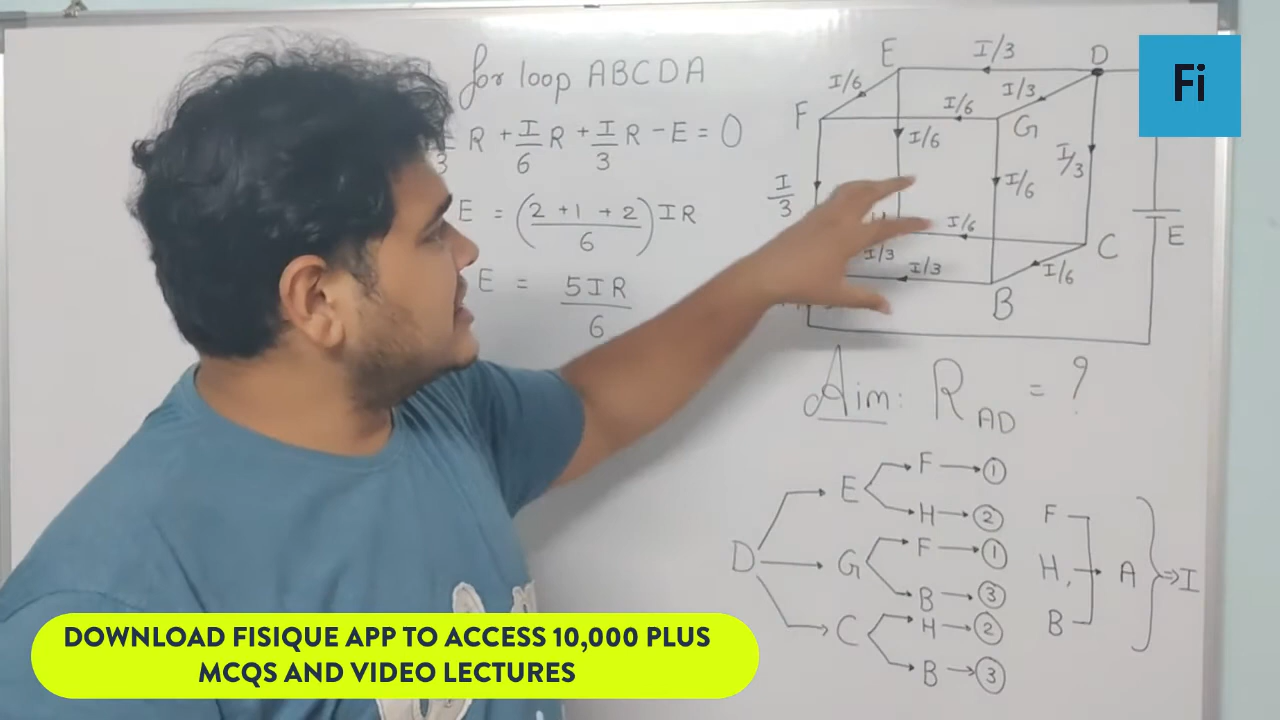 for loop ABCDA
I/3 R + I/6 R + I/3 R - E = 0
E = (2 + 1 + 2 / 6) IR
E = 5IR / 6
E
I/3
D
I/6
I/3
F
I/6
G
I/6
I/3
I/6
I/3
I/6
C
E
I/3
I/3
I/6
B
Aim: R AD = ?
D
E
F → ①
H → ②
G
F → ①
B → ③
C
H → ②
B → ③
F
H,
B
A
⇒ I
Fi
DOWNLOAD FISIQUE APP TO ACCESS 10,000 PLUS
MCQS AND VIDEO LECTURES